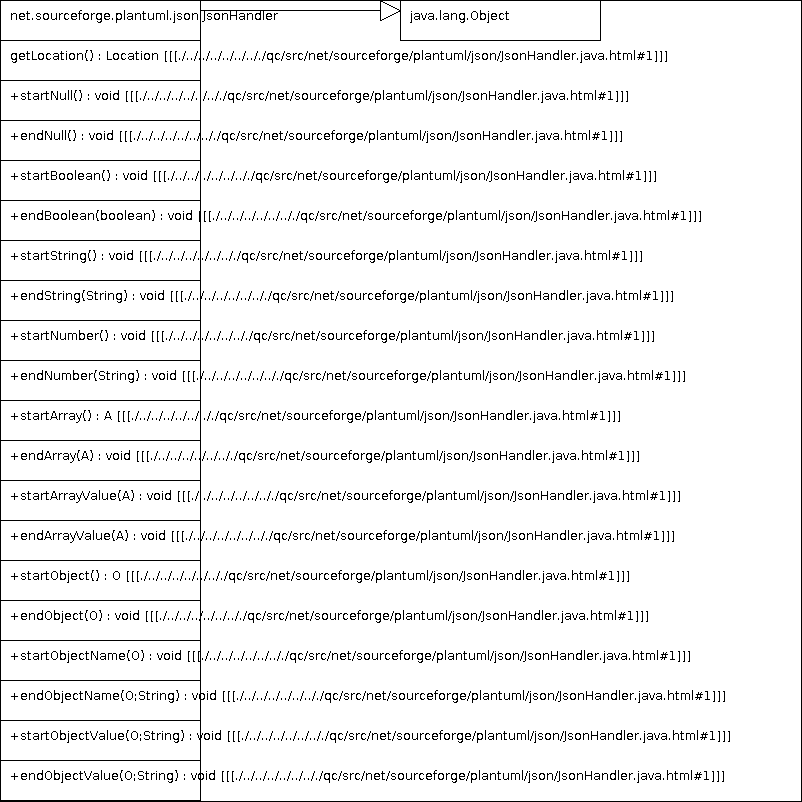 net.sourceforge.plantuml.json.JsonHandler
java.lang.Object
getLocation() : Location [[[./../../../../../.././qc/src/net/sourceforge/plantuml/json/JsonHandler.java.html#1]]]
+startNull() : void [[[./../../../../../.././qc/src/net/sourceforge/plantuml/json/JsonHandler.java.html#1]]]
+endNull() : void [[[./../../../../../.././qc/src/net/sourceforge/plantuml/json/JsonHandler.java.html#1]]]
+startBoolean() : void [[[./../../../../../.././qc/src/net/sourceforge/plantuml/json/JsonHandler.java.html#1]]]
+endBoolean(boolean) : void [[[./../../../../../.././qc/src/net/sourceforge/plantuml/json/JsonHandler.java.html#1]]]
+startString() : void [[[./../../../../../.././qc/src/net/sourceforge/plantuml/json/JsonHandler.java.html#1]]]
+endString(String) : void [[[./../../../../../.././qc/src/net/sourceforge/plantuml/json/JsonHandler.java.html#1]]]
+startNumber() : void [[[./../../../../../.././qc/src/net/sourceforge/plantuml/json/JsonHandler.java.html#1]]]
+endNumber(String) : void [[[./../../../../../.././qc/src/net/sourceforge/plantuml/json/JsonHandler.java.html#1]]]
+startArray() : A [[[./../../../../../.././qc/src/net/sourceforge/plantuml/json/JsonHandler.java.html#1]]]
+endArray(A) : void [[[./../../../../../.././qc/src/net/sourceforge/plantuml/json/JsonHandler.java.html#1]]]
+startArrayValue(A) : void [[[./../../../../../.././qc/src/net/sourceforge/plantuml/json/JsonHandler.java.html#1]]]
+endArrayValue(A) : void [[[./../../../../../.././qc/src/net/sourceforge/plantuml/json/JsonHandler.java.html#1]]]
+startObject() : O [[[./../../../../../.././qc/src/net/sourceforge/plantuml/json/JsonHandler.java.html#1]]]
+endObject(O) : void [[[./../../../../../.././qc/src/net/sourceforge/plantuml/json/JsonHandler.java.html#1]]]
+startObjectName(O) : void [[[./../../../../../.././qc/src/net/sourceforge/plantuml/json/JsonHandler.java.html#1]]]
+endObjectName(O;String) : void [[[./../../../../../.././qc/src/net/sourceforge/plantuml/json/JsonHandler.java.html#1]]]
+startObjectValue(O;String) : void [[[./../../../../../.././qc/src/net/sourceforge/plantuml/json/JsonHandler.java.html#1]]]
+endObjectValue(O;String) : void [[[./../../../../../.././qc/src/net/sourceforge/plantuml/json/JsonHandler.java.html#1]]]